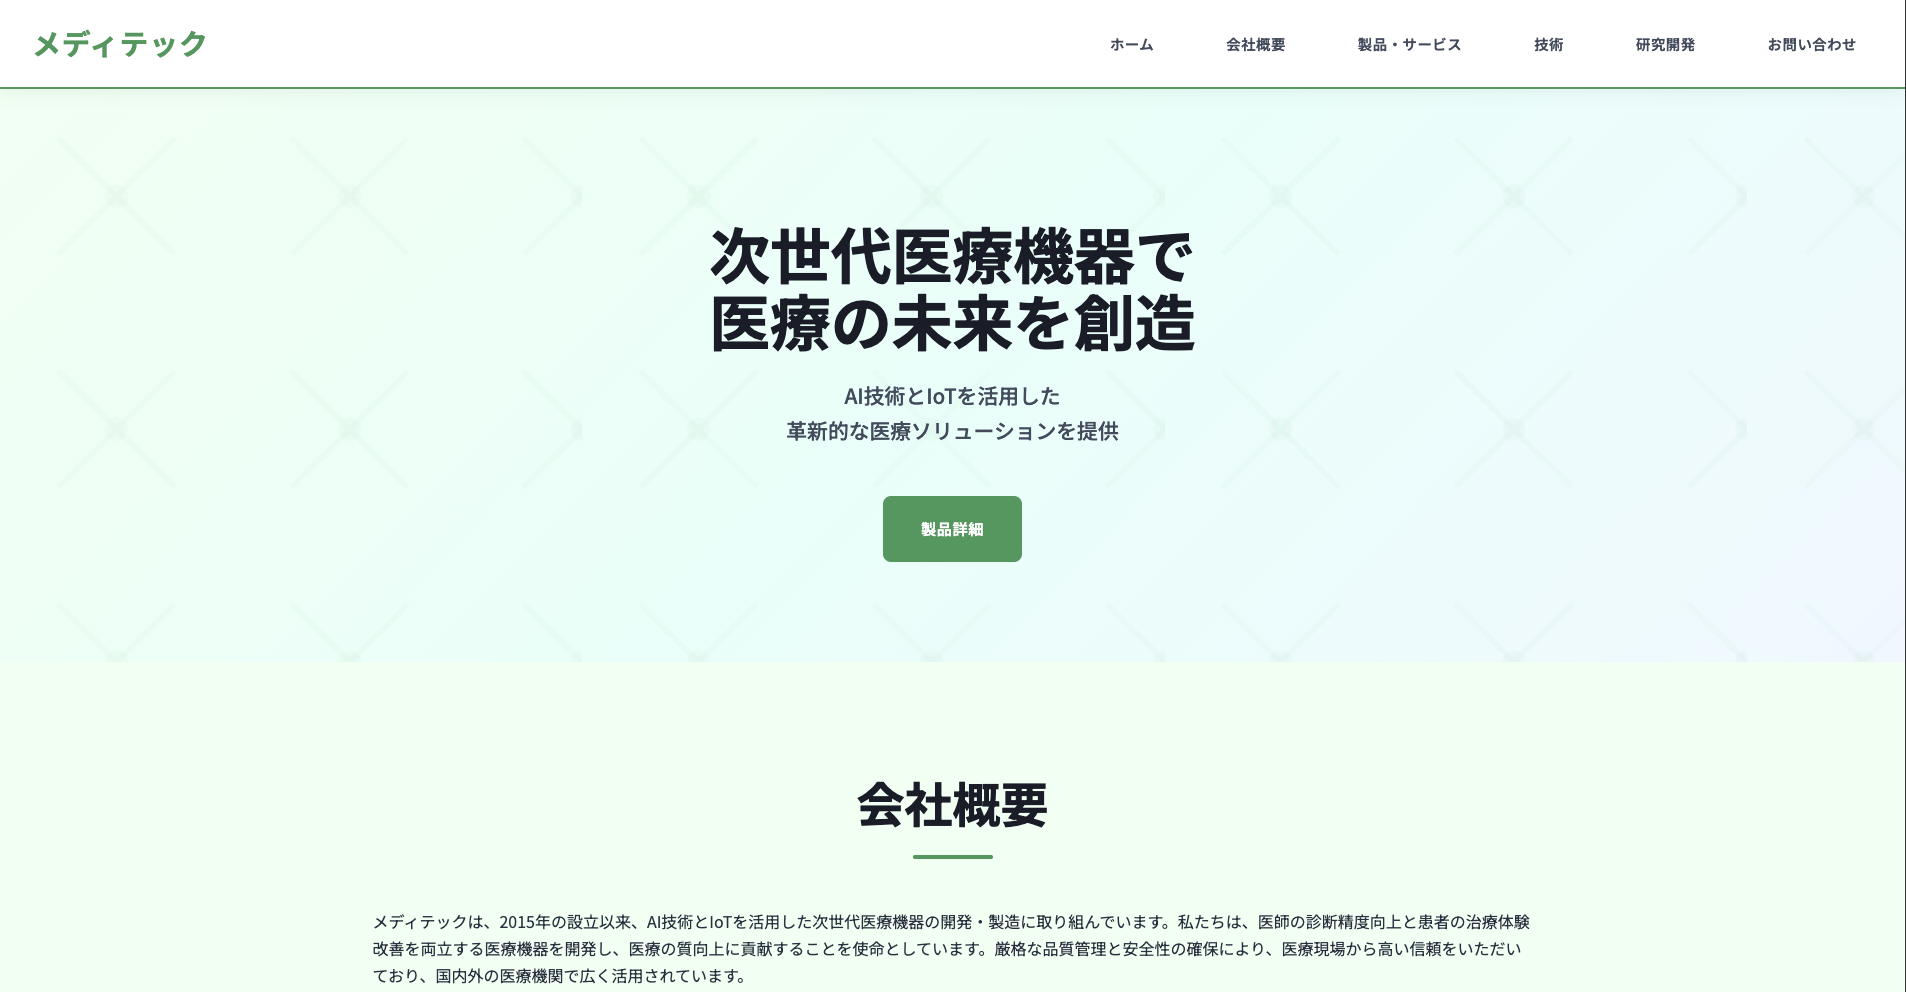 メディテック
ホーム
会社概要
製品・サービス
技術
研究開発
お問い合わせ
次世代医療機器で
医療の未来を創造
AI技術とIoTを活用した
革新的な医療ソリューションを提供
製品詳細
会社概要
メディテックは、2015年の設立以来、AI技術とIoTを活用した次世代医療機器の開発・製造に取り組んでいます。私たちは、医師の診断精度向上と患者の治療体験
改善を両立する医療機器を開発し、医療の質向上に貢献することを使命としています。厳格な品質管理と安全性の確保により、医療現場から高い信頼をいただい
ており、国内外の医療機関で広く活用されています。